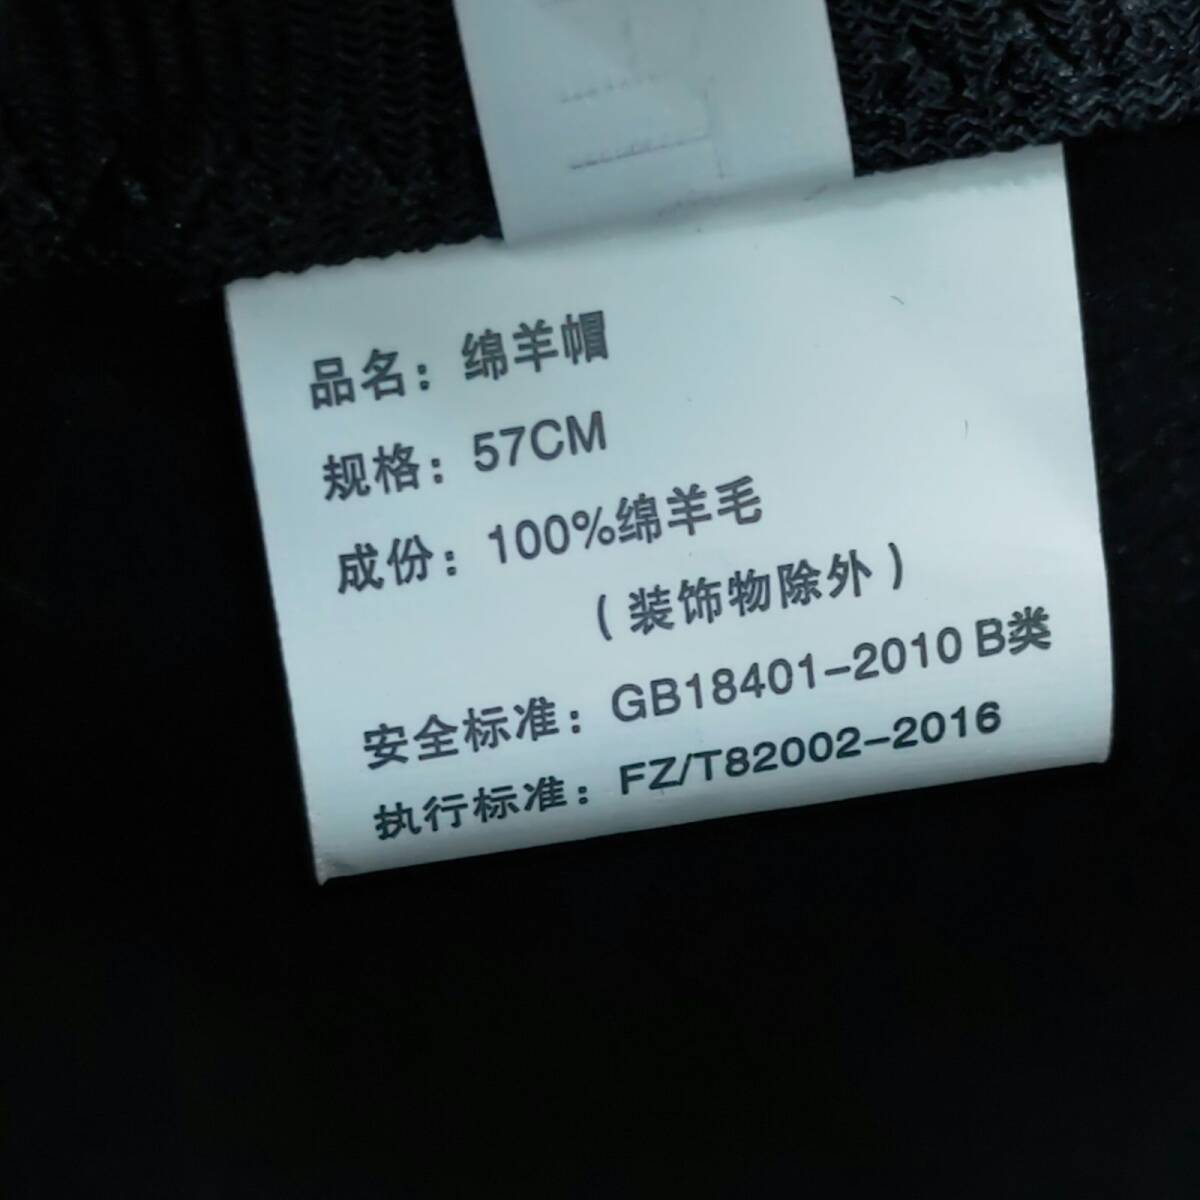 品名：绵羊帽
规格：57CM
成份：100%绵羊毛
（装饰物除外）
安全标准：GB18401-2010 B类
执行标准：FZ/T82002-2016